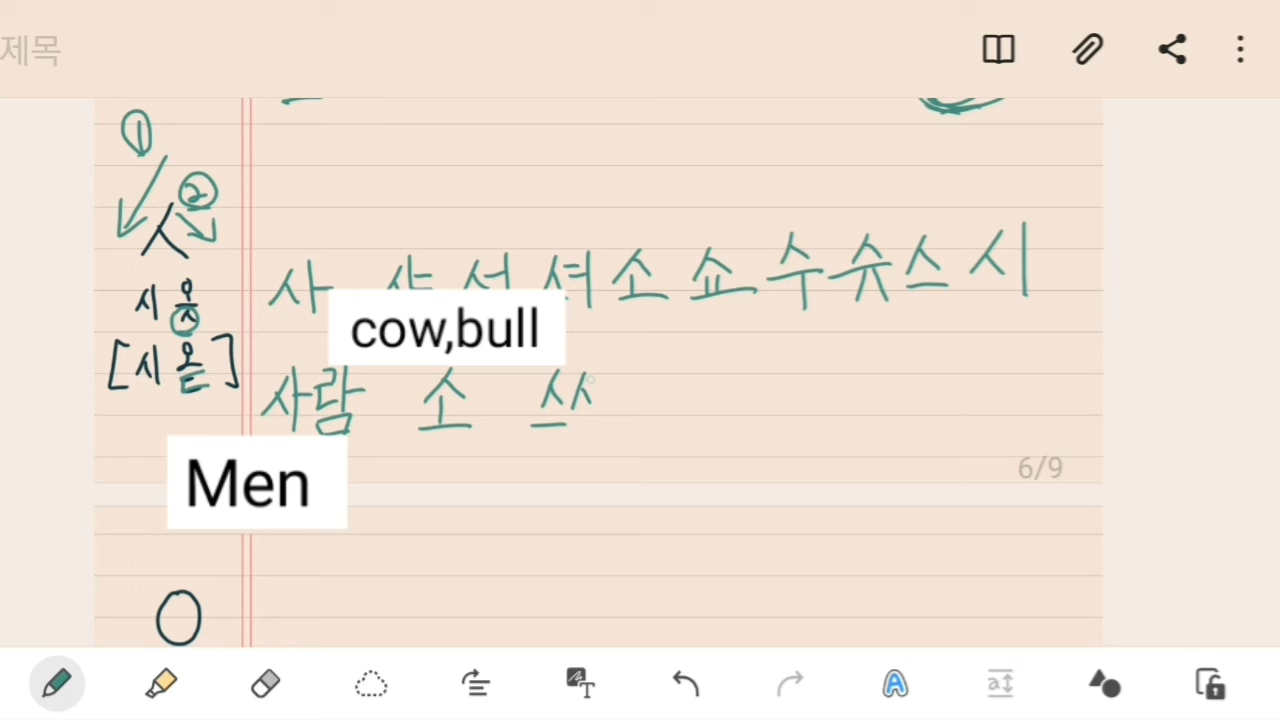 제목
① ②
ㅅ
시옷
[시옫]
사 샤 서 셔 소 쇼 수 슈 스 시
cow,bull
사람 소 쓰
Men
6/9
ㅇ